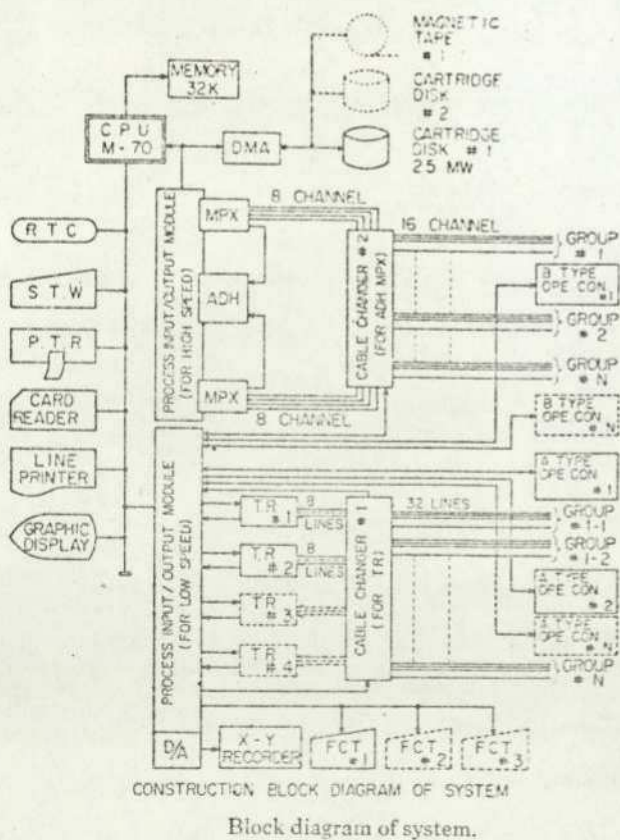 MAGNETIC
TAPE
# 1
CARTRIDGE
DISK
# 2
CARTRIDGE
DISK # 1
25 MW
MEMORY
32K
CPU
M-70
DMA
RTC
S.T.W
P.T.R
CARD
READER
LINE
PRINTER
GRAPHIC
DISPLAY
PROCESS INPUT/OUTPUT MODULE
(FOR HIGH SPEED)
MPX
ADH
MPX
8 CHANNEL
8 CHANNEL
CABLE CHANGER # 2
(FOR ADH MPX)
16 CHANNEL
GROUP
# 1
B TYPE
OPE.CON
# 1
GROUP
# 2
GROUP
# N
B TYPE
OPE.CON
# N
PROCESS INPUT/OUTPUT MODULE
(FOR LOW SPEED)
T.R
# 1
8
LINES
T.R
# 2
8
LINES
T.R
# 3
T.R
# 4
CABLE CHANGER # 1
(FOR TR)
32 LINES
A TYPE
OPE.CON
# 1
GROUP
# 1-1
GROUP
# 1-2
A TYPE
OPE.CON
# 2
A TYPE
OPE.CON
# N
GROUP
# N
D/A
X-Y
RECORDER
FCT
# 1
FCT
# 2
FCT
# 3
CONSTRUCTION BLOCK DIAGRAM OF SYSTEM
Block diagram of system.